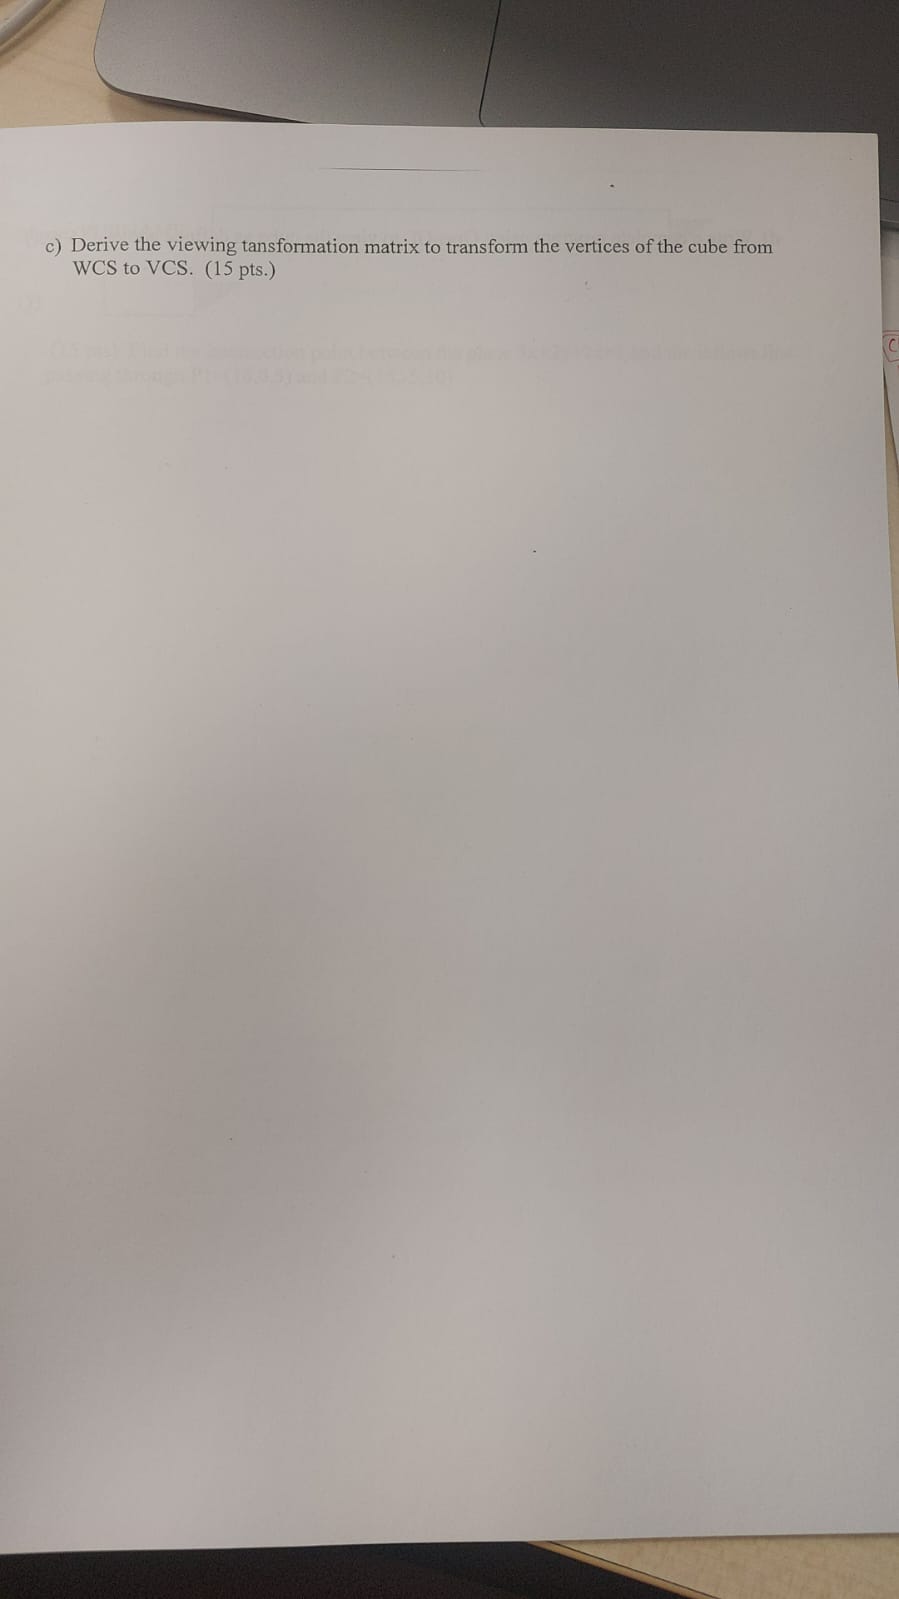 c) Derive the viewing tansformation matrix to transform the vertices of the cube from
WCS to VCS. (15 pts.)